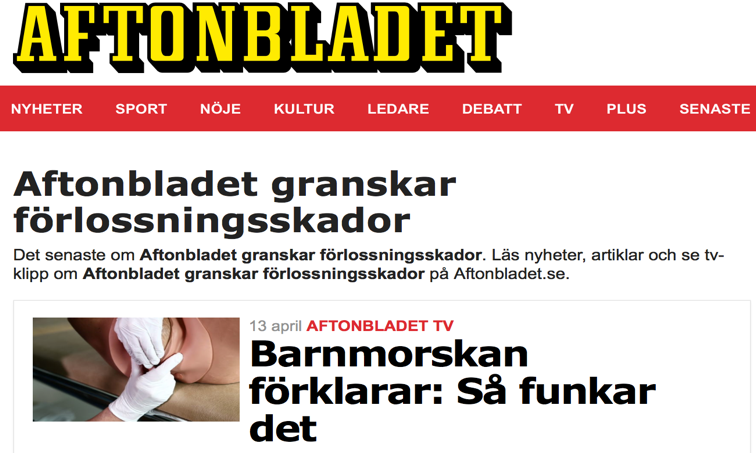 AFTONBLADET
NYHETER SPORT NÖJE KULTUR LEDARE DEBATT TV PLUS SENASTE
Aftonbladet granskar
förlossningsskador
Det senaste om Aftonbladet granskar förlossningsskador. Läs nyheter, artiklar och se tv-
klipp om Aftonbladet granskar förlossningsskador på Aftonbladet.se.
13 april AFTONBLADET TV
Barnmorskan
förklarar: Så funkar
det